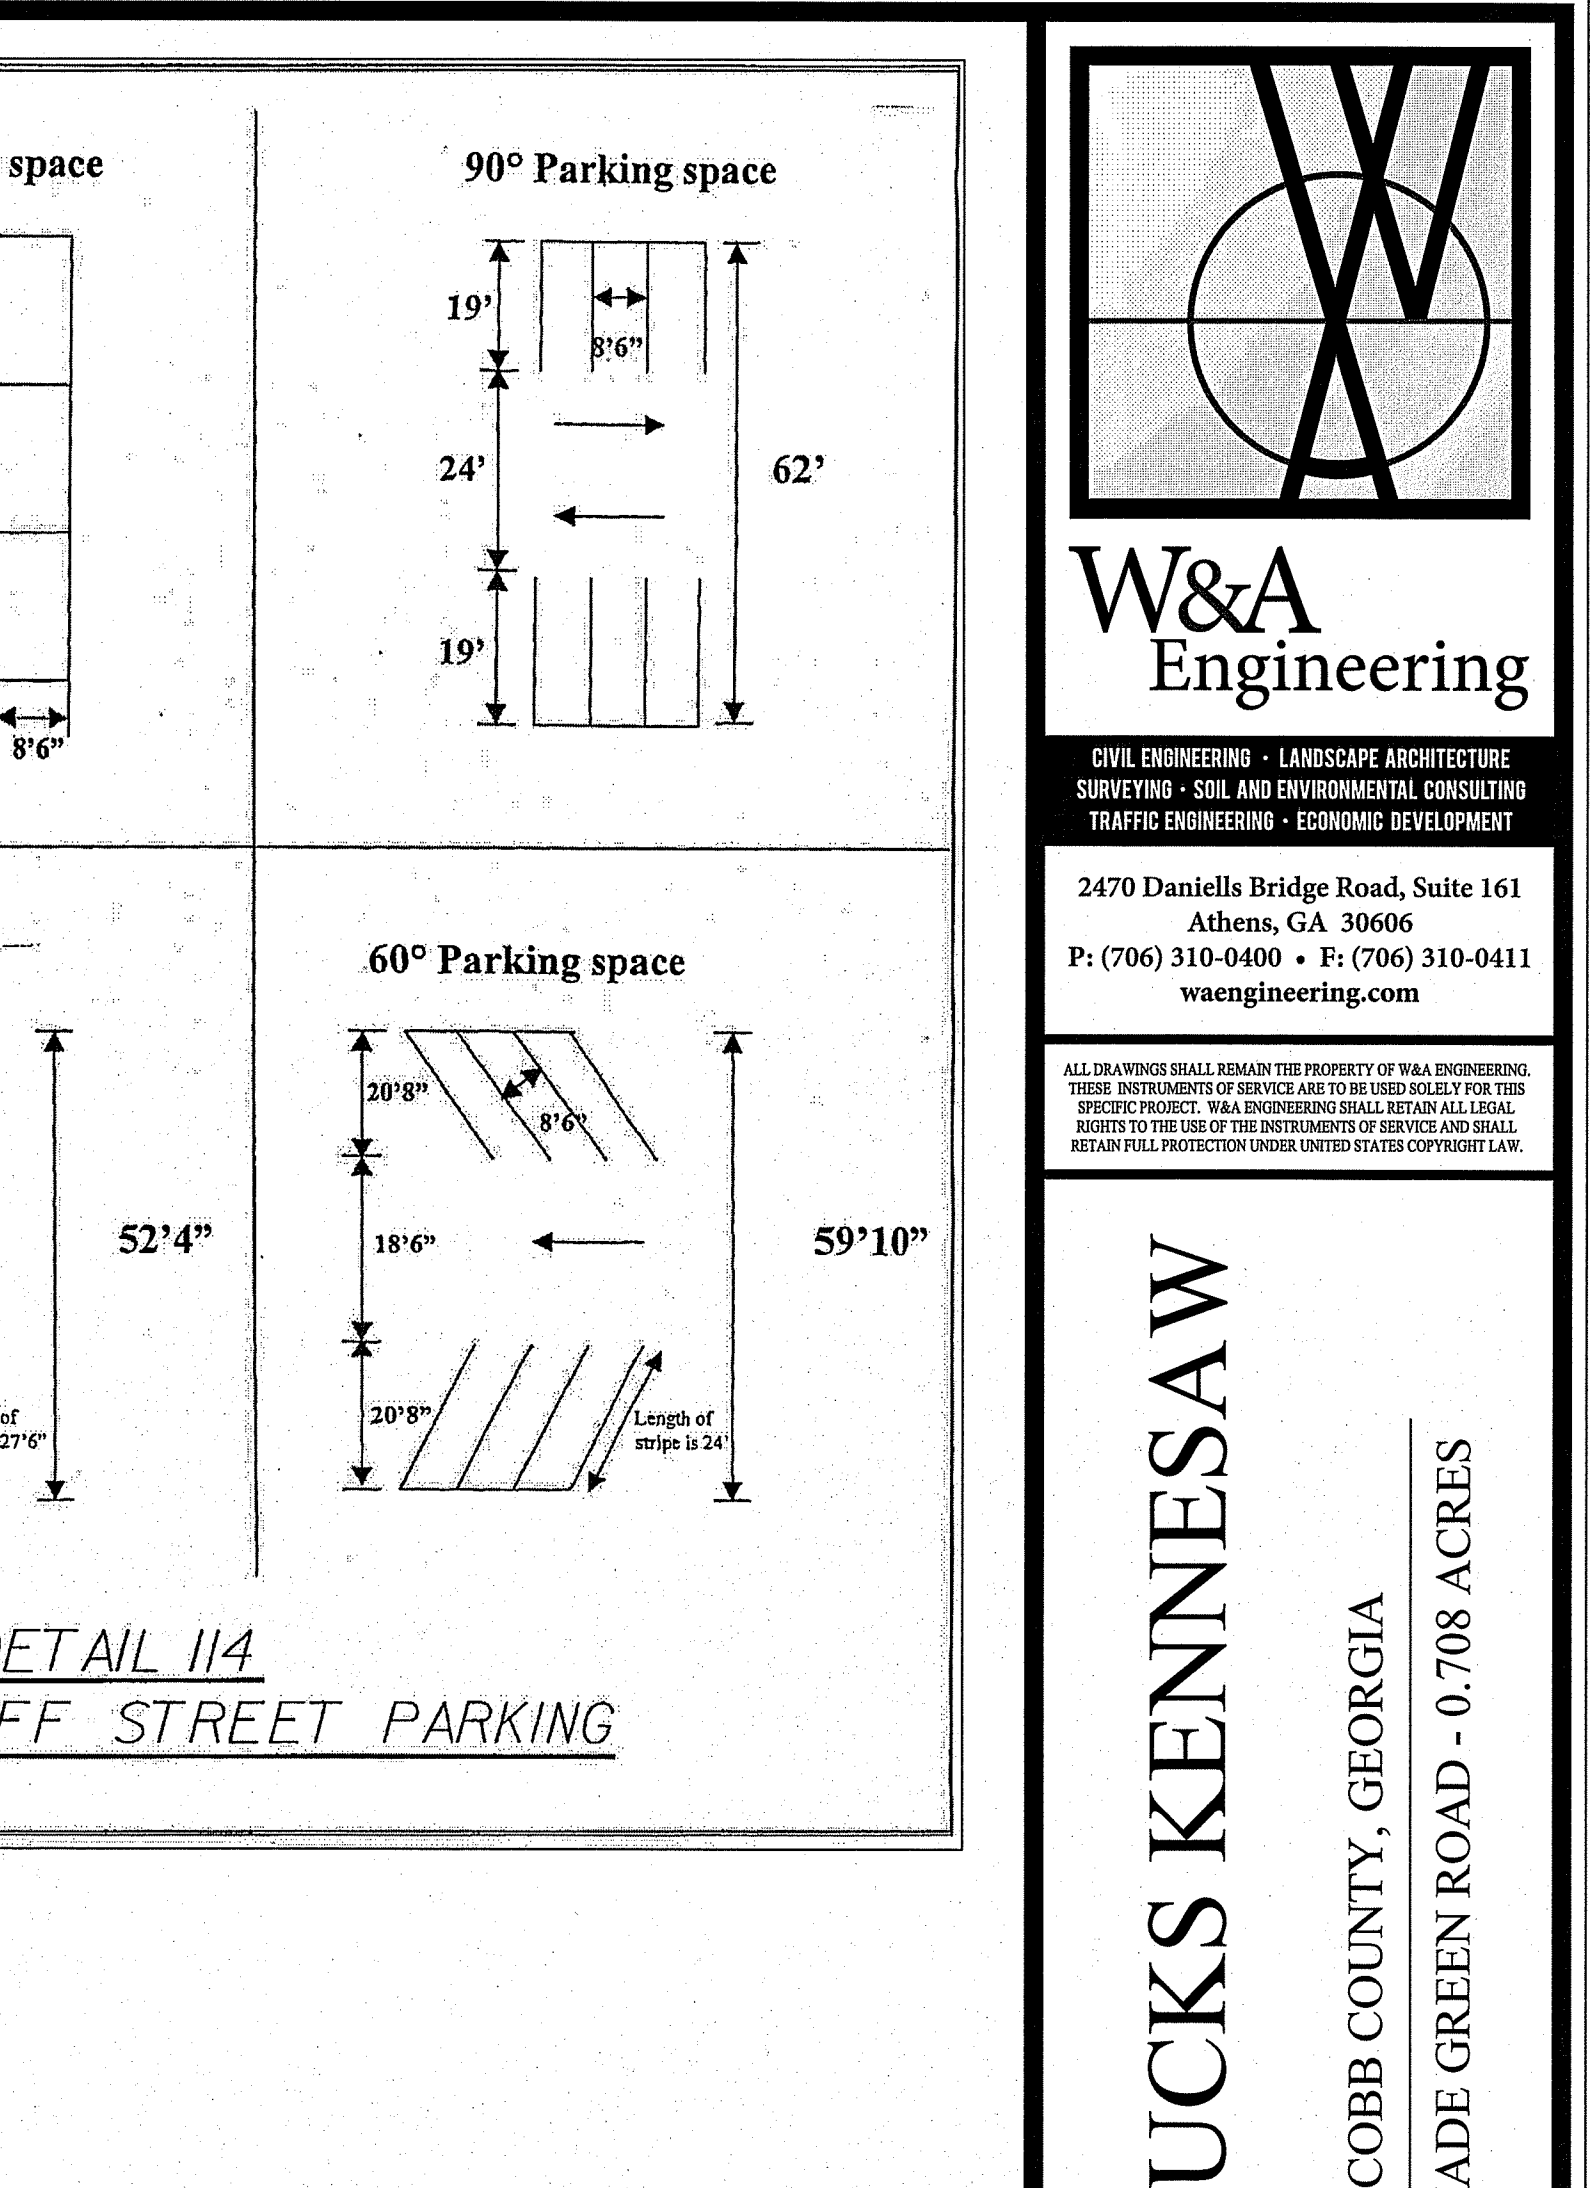 space
8'6"
90° Parking space
19'
8'6"
24'
62'
19'
of
27'6"
52'4"
60° Parking space
20'8"
8'6"
18'6"
59'10"
20'8"
Length of
stripe is 24'
ETAIL 114
FF STREET PARKING
W&A
Engineering
CIVIL ENGINEERING · LANDSCAPE ARCHITECTURE
SURVEYING · SOIL AND ENVIRONMENTAL CONSULTING
TRAFFIC ENGINEERING · ECONOMIC DEVELOPMENT
2470 Daniells Bridge Road, Suite 161
Athens, GA 30606
P: (706) 310-0400 • F: (706) 310-0411
waengineering.com
ALL DRAWINGS SHALL REMAIN THE PROPERTY OF W&A ENGINEERING.
THESE INSTRUMENTS OF SERVICE ARE TO BE USED SOLELY FOR THIS
SPECIFIC PROJECT. W&A ENGINEERING SHALL RETAIN ALL LEGAL
RIGHTS TO THE USE OF THE INSTRUMENTS OF SERVICE AND SHALL
RETAIN FULL PROTECTION UNDER UNITED STATES COPYRIGHT LAW.
UCKS KENNESAW
COBB COUNTY, GEORGIA
ADE GREEN ROAD - 0.708 ACRES